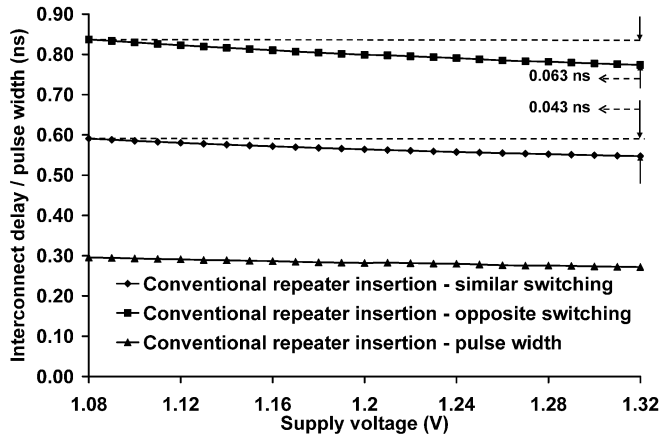 Interconnect delay / pulse width (ns)
0.90
0.80
0.70
0.60
0.50
0.40
0.30
0.20
0.10
0.00
0.063 ns
0.043 ns
Conventional repeater insertion - similar switching
Conventional repeater insertion - opposite switching
Conventional repeater insertion - pulse width
1.08 1.12 1.16 1.2 1.24 1.28 1.32
Supply voltage (V)